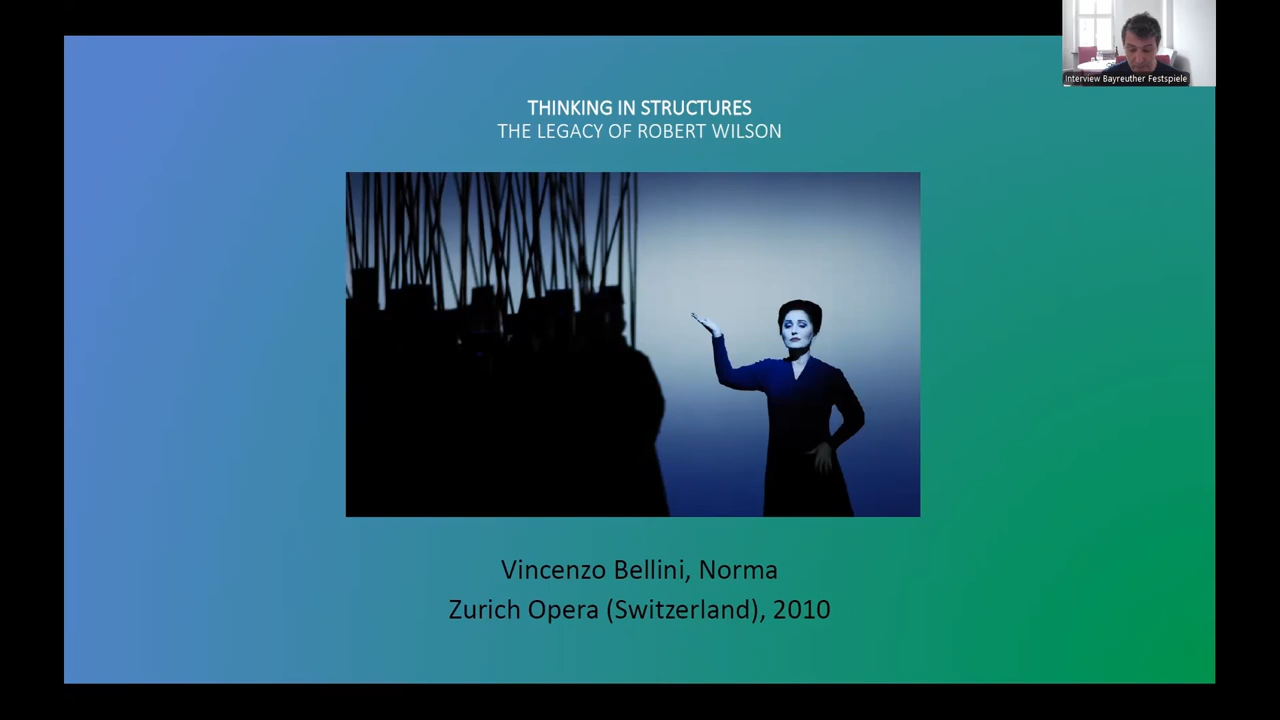 Interview Bayreuther Festspiele
THINKING IN STRUCTURES
THE LEGACY OF ROBERT WILSON
Vincenzo Bellini, Norma
Zurich Opera (Switzerland), 2010